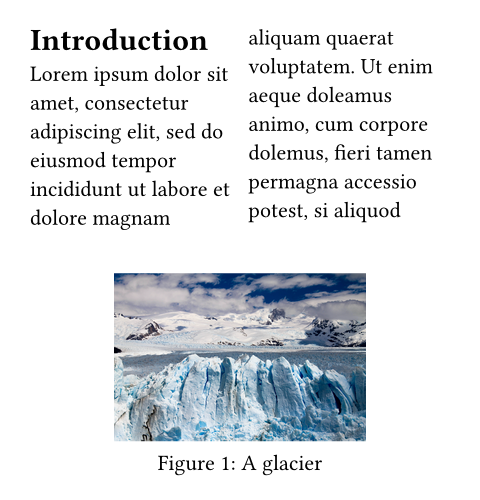 Introduction
Lorem ipsum dolor sit
amet, consectetur
adipiscing elit, sed do
eiusmod tempor
incididunt ut labore et
dolore magnam
aliquam quaerat
voluptatem. Ut enim
aeque doleamus
animo, cum corpore
dolemus, fieri tamen
permagna accessio
potest, si aliquod
Figure 1: A glacier